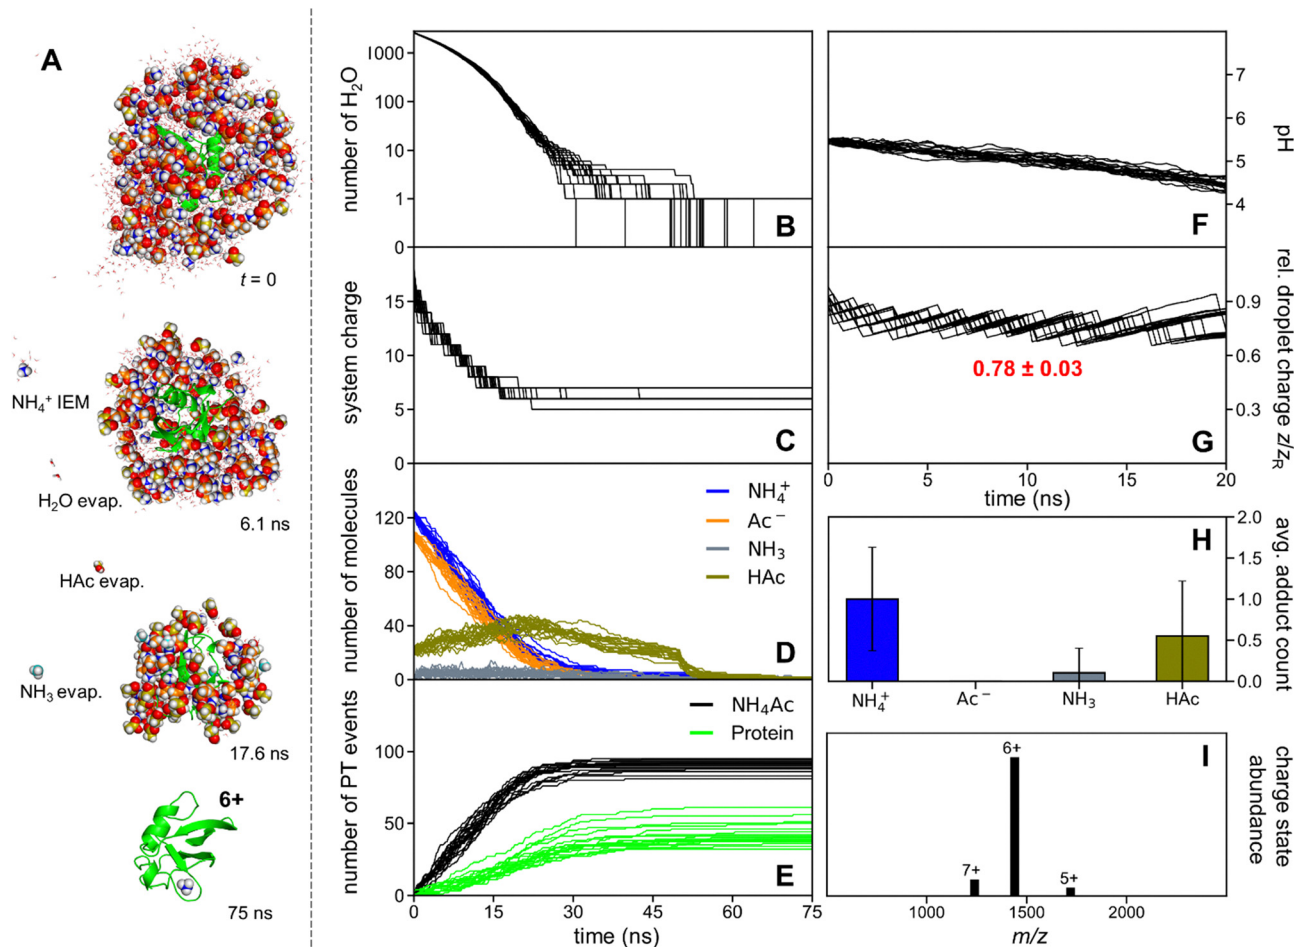 A
t = 0
NH₄⁺ IEM
H₂O evap.
6.1 ns
HAc evap.
NH₃ evap.
17.6 ns
6+
75 ns
number of H₂O
1000
100
10
1
0
B
system charge
15
10
5
0
C
number of molecules
120
80
40
0
NH₄⁺
Ac⁻
NH₃
HAc
D
number of PT events
100
50
0
NH₄Ac
Protein
E
0 15 30 45 60 75
time (ns)
pH
7
6
5
4
F
rel. droplet charge z/z_R
0.9
0.6
0.3
0.78 ± 0.03
G
0 5 10 15 20
time (ns)
H
avg. adduct count
2.0
1.5
1.0
0.5
0.0
NH₄⁺ Ac⁻ NH₃ HAc
I
charge state
abundance
6+
7+
5+
1000 1500 2000
m/z